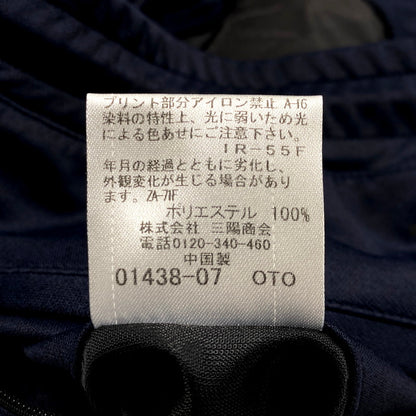 プリント部分アイロン禁止 A-16
染料の特性上、光に弱いため光
による色あせにご注意下さい。
IR-55F
年月の経過とともに劣化し、
外観変化が生じる場合があり
ます。ZA-71F
ポリエステル 100%
株式会社 三陽商会
電話0120-340-460
中国製
01438-07 OTO